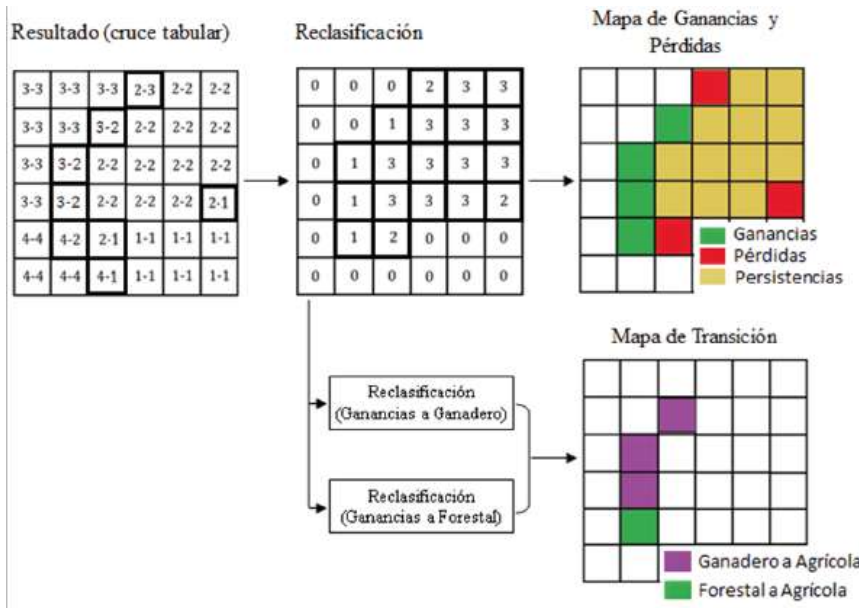 Resultado (cruce tabular)
3-3 3-3 3-3 2-3 2-2 2-2
3-3 3-3 3-2 2-2 2-2 2-2
3-3 3-2 2-2 2-2 2-2 2-2
3-3 3-2 2-2 2-2 2-2 2-1
4-4 4-2 2-1 1-1 1-1 1-1
4-4 4-4 4-1 1-1 1-1 1-1
Reclasificación
0 0 0 2 3 3
0 0 1 3 3 3
0 1 3 3 3 3
0 1 3 3 3 2
0 1 2 0 0 0
0 0 0 0 0 0
Mapa de Ganancias y
Pérdidas
Ganancias
Pérdidas
Persistencias
Reclasificación
(Ganancias a Ganadero)
Reclasificación
(Ganancias a Forestal)
Mapa de Transición
Ganadero a Agrícola
Forestal a Agrícola